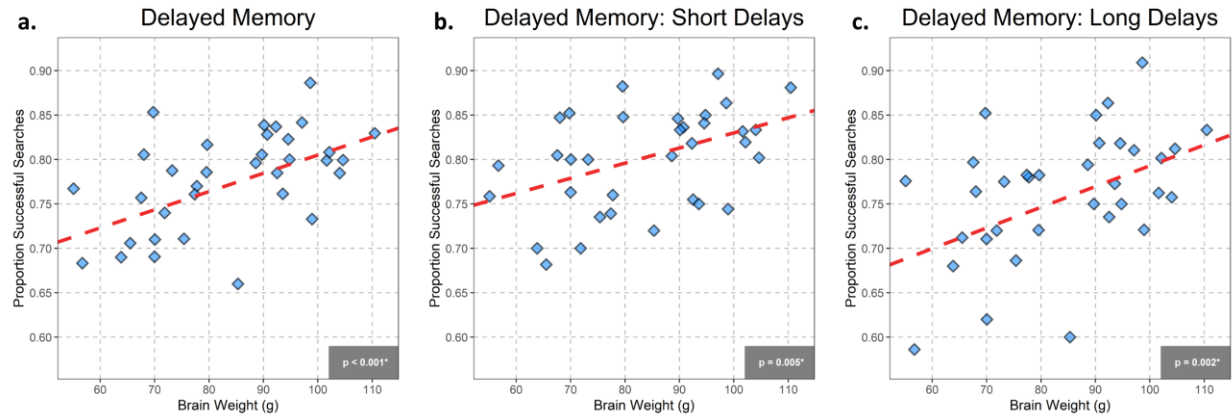 a. Delayed Memory
Proportion Successful Searches
0.90
0.85
0.80
0.75
0.70
0.65
0.60
p < 0.001*
60 70 80 90 100 110
Brain Weight (g)
b. Delayed Memory: Short Delays
Proportion Successful Searches
0.90
0.85
0.80
0.75
0.70
0.65
0.60
p = 0.005*
60 70 80 90 100 110
Brain Weight (g)
c. Delayed Memory: Long Delays
Proportion Successful Searches
0.90
0.85
0.80
0.75
0.70
0.65
0.60
p = 0.002*
60 70 80 90 100 110
Brain Weight (g)